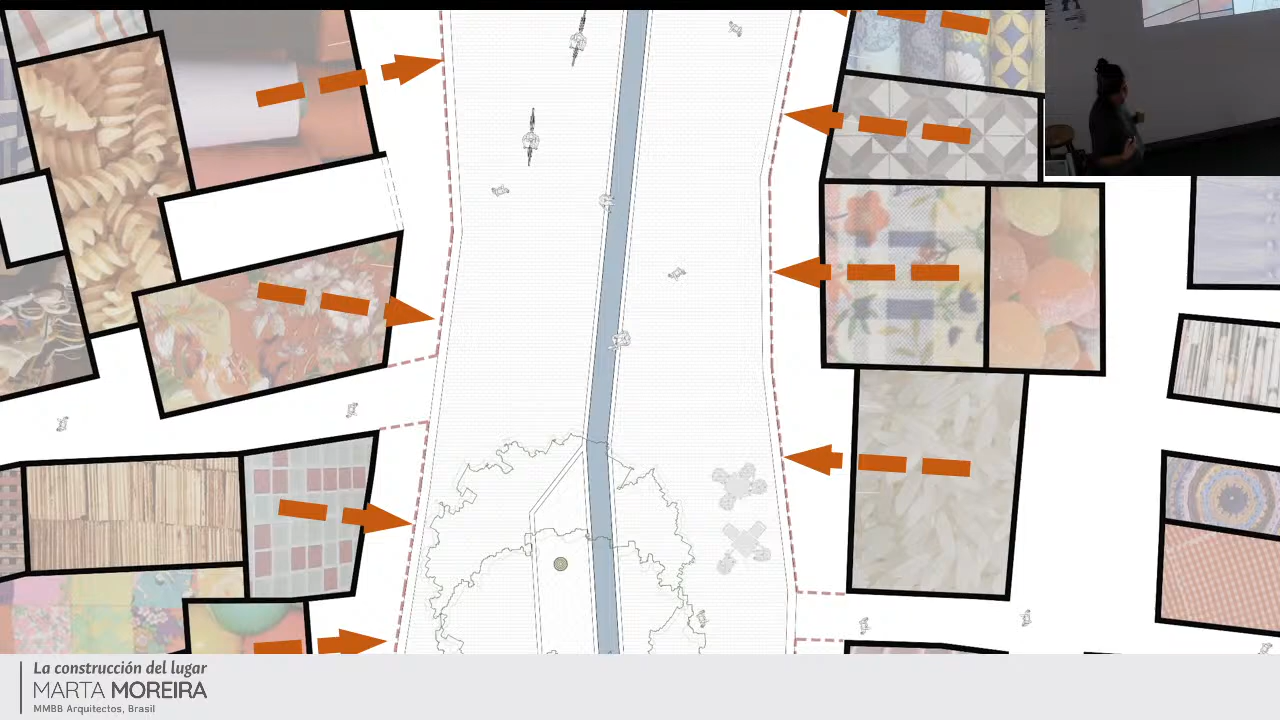 La construcción del lugar
MARTA MOREIRA
MMBB Arquitectos, Brasil